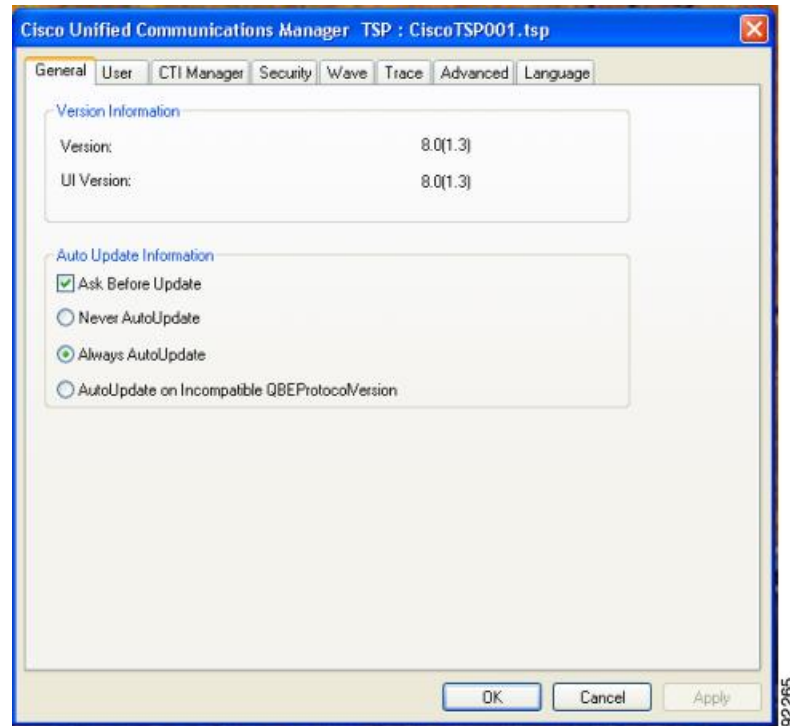 Cisco Unified Communications Manager TSP : CiscoTSP001.tsp
General User CTI Manager Security Wave Trace Advanced Language
Version Information
Version: 8.0(1.3)
UI Version: 8.0(1.3)
Auto Update Information
Ask Before Update
Never AutoUpdate
Always AutoUpdate
AutoUpdate on Incompatible QBEProtocolVersion
OK Cancel Apply